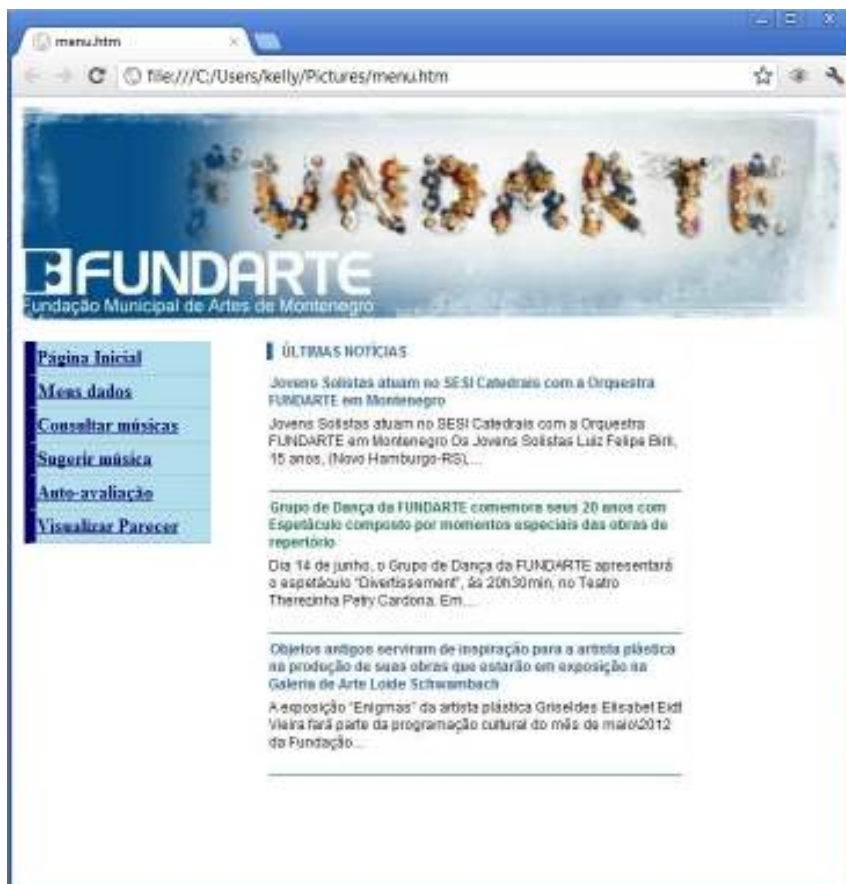 menu.htm
file:///C:/Users/kelly/Pictures/menu.htm
FUNDARTE
FUNDARTE
Fundação Municipal de Artes de Montenegro
Página Inicial
Meus dados
Consultar músicas
Sugerir música
Auto-avaliação
Visualizar Parecer
ÚLTIMAS NOTÍCIAS
Jovens Solistas atuam no SESI Catedrais com a Orquestra
FUNDARTE em Montenegro
Jovens Solistas atuam no SESI Catedrais com a Orquestra
FUNDARTE em Montenegro Os Jovens Solistas Luiz Felipe
15 anos, (Novo Hamburgo-RS),...
Grupo de Dança da FUNDARTE comemora seus 20 anos com
Espetáculo composto por momentos especiais das obras de
repertório
Dia 14 de junho, o Grupo de Dança da FUNDARTE apresentará
o espetáculo "Divertissement", às 20h30min, no Teatro
Therezinha Petry Cardona. Em...
Objetos antigos serviram de inspiração para a artista plástica
na produção de suas obras que estarão em exposição na
Galeria de Arte Loide Schwambach
A exposição "Enigmas" da artista plástica Griseldes Elisabet Eidt
Vieira fará parte da programação cultural do mês de maio\2012
da Fundação...